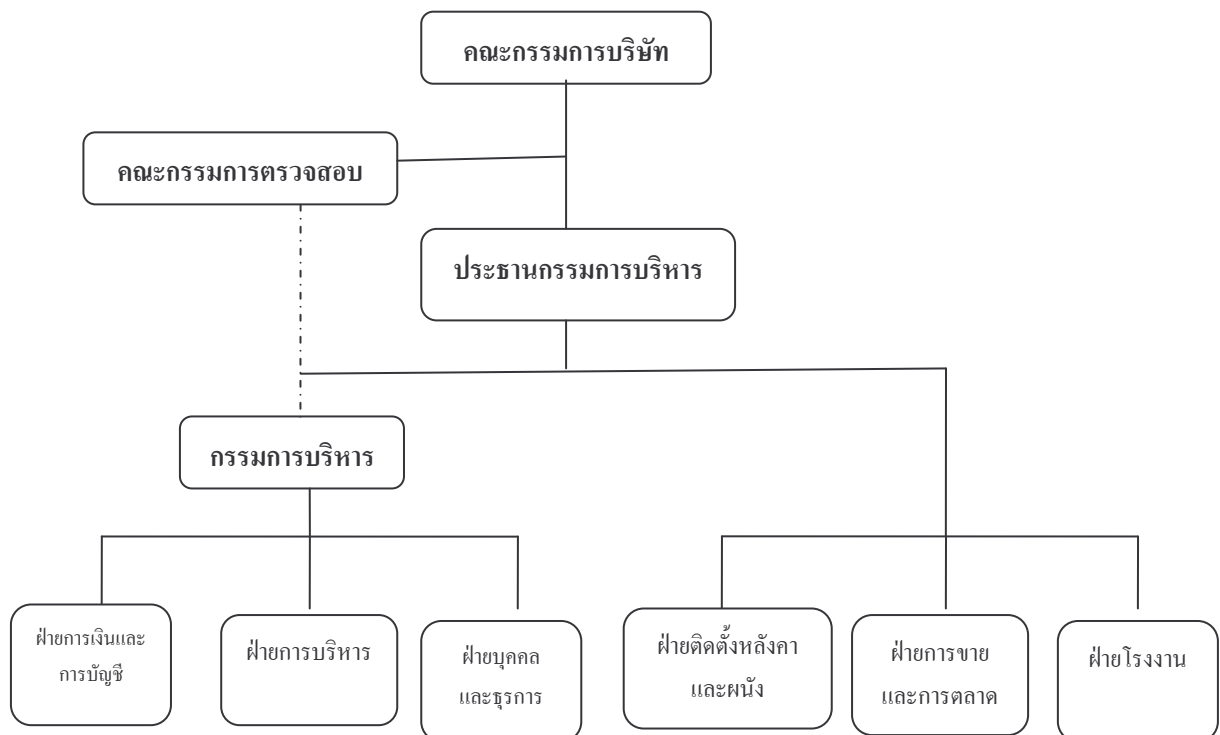 คณะกรรมการบริษัท
คณะกรรมการตรวจสอบ
ประธานกรรมการบริหาร
กรรมการบริหาร
ฝ่ายการเงินและ
การบัญชี
ฝ่ายการบริหาร
ฝ่ายบุคคล
และธุรการ
ฝ่ายติดตั้งหลังคา
และผนัง
ฝ่ายการขาย
และการตลาด
ฝ่ายโรงงาน